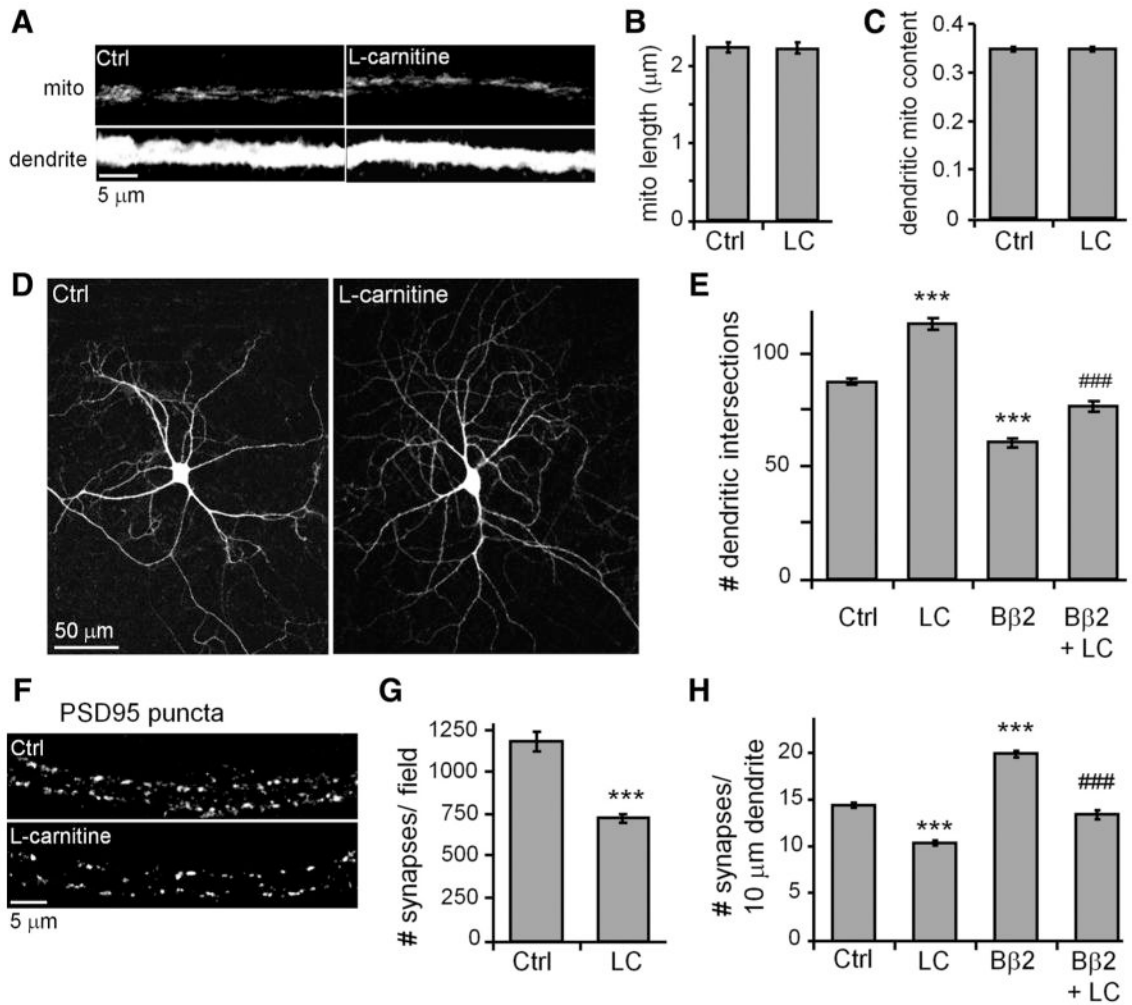 A
Ctrl
L-carnitine
mito
dendrite
5 μm
B
mito length (μm)
2
1
0
Ctrl
LC
C
dendritic mito content
0.4
0.3
0.2
0.1
0
Ctrl
LC
D
Ctrl
L-carnitine
50 μm
E
# dendritic intersections
100
50
0
***
***
###
Ctrl
LC
Bβ2
Bβ2
+ LC
F
PSD95 puncta
Ctrl
L-carnitine
5 μm
G
# synapses/ field
1250
1000
750
500
250
0
***
Ctrl
LC
H
# synapses/
10 μm dendrite
20
15
10
5
0
***
***
###
Ctrl
LC
Bβ2
Bβ2
+ LC